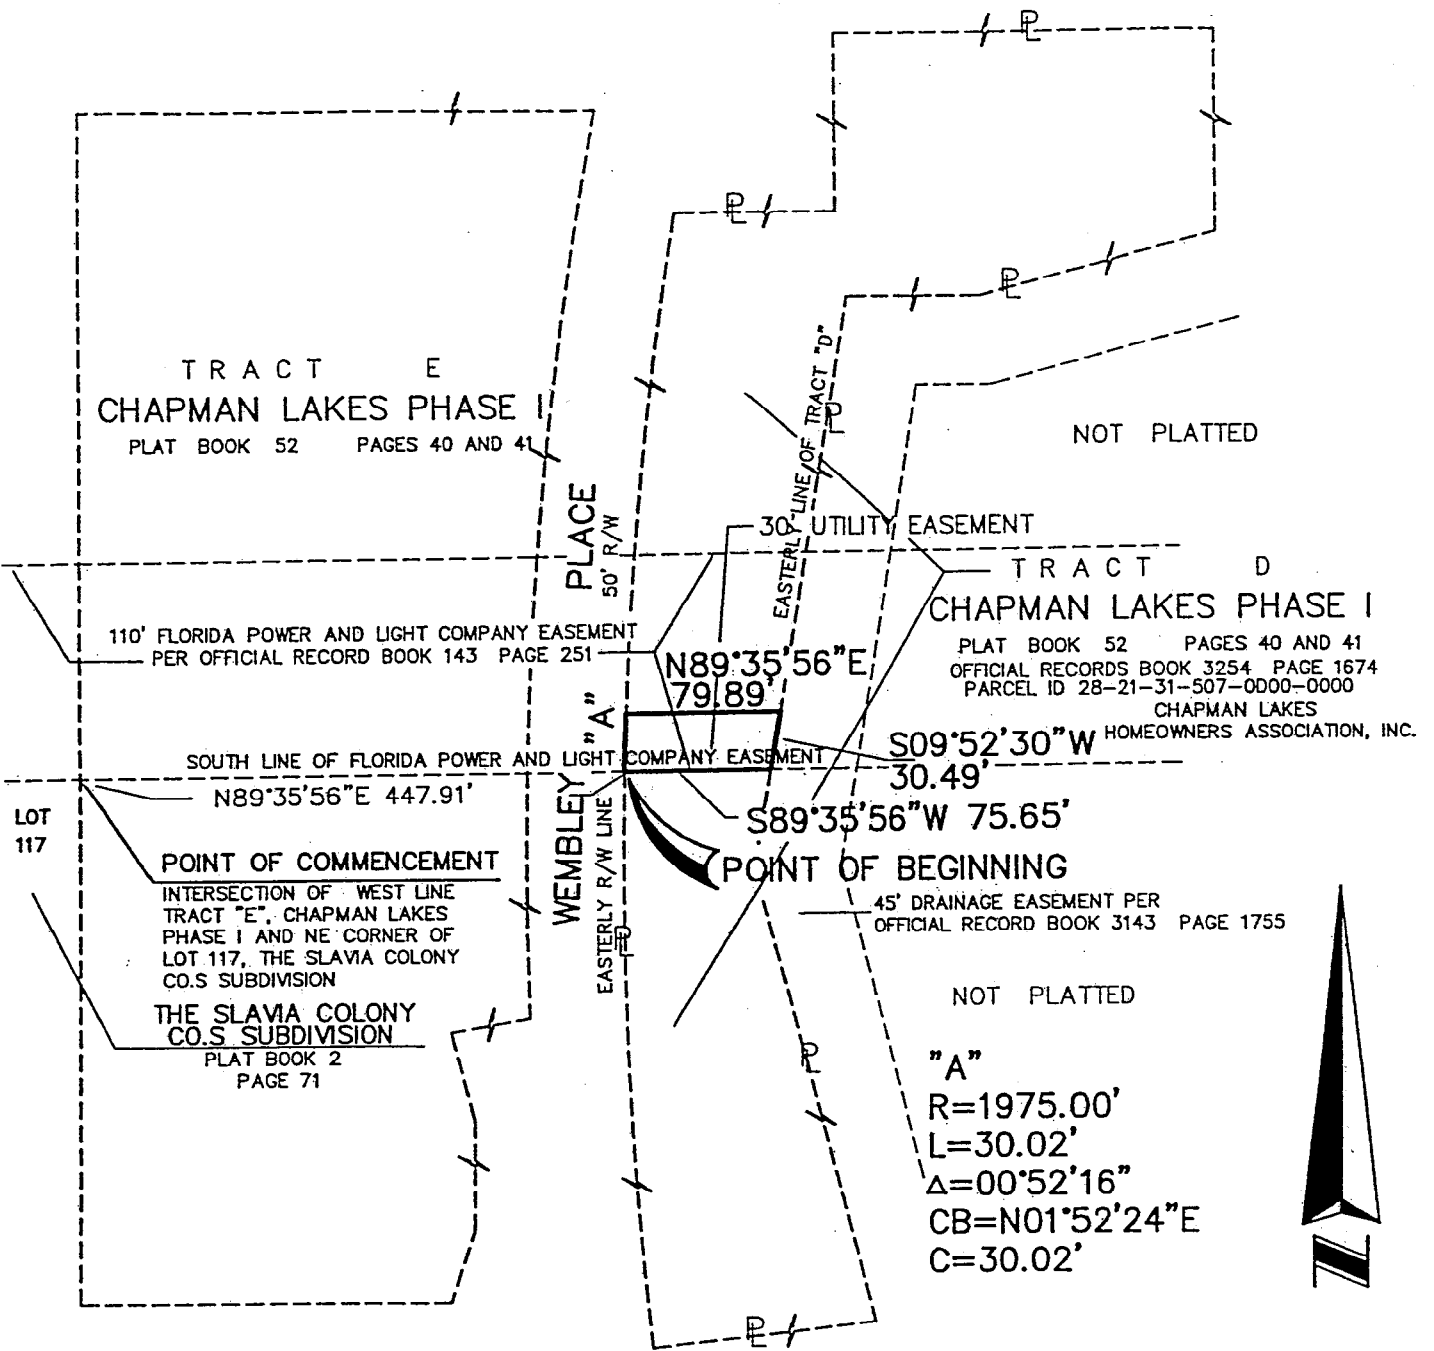 PL
PL
PL
TRACT E
CHAPMAN LAKES PHASE I
PLAT BOOK 52 PAGES 40 AND 41
EASTERLY LINE OF TRACT "D"
PL
NOT PLATTED
WEMBLEY PLACE
50' R/W
"A"
30' UTILITY EASEMENT
TRACT D
CHAPMAN LAKES PHASE I
PLAT BOOK 52 PAGES 40 AND 41
OFFICIAL RECORDS BOOK 3254 PAGE 1674
PARCEL ID 28-21-31-507-0D00-0000
CHAPMAN LAKES
HOMEOWNERS ASSOCIATION, INC.
110' FLORIDA POWER AND LIGHT COMPANY EASEMENT
PER OFFICIAL RECORD BOOK 143 PAGE 251
N89°35'56"E
79.89'
S09°52'30"W
30.49'
SOUTH LINE OF FLORIDA POWER AND LIGHT COMPANY EASEMENT
N89°35'56"E 447.91'
S89°35'56"W 75.65'
LOT
117
POINT OF COMMENCEMENT
INTERSECTION OF WEST LINE
TRACT "E", CHAPMAN LAKES
PHASE I AND NE CORNER OF
LOT 117, THE SLAVIA COLONY
CO.S SUBDIVISION
THE SLAVIA COLONY
CO.S SUBDIVISION
PLAT BOOK 2
PAGE 71
EASTERLY R/W LINE
PL
POINT OF BEGINNING
45' DRAINAGE EASEMENT PER
OFFICIAL RECORD BOOK 3143 PAGE 1755
NOT PLATTED
PL
"A"
R=1975.00'
L=30.02'
Δ=00°52'16"
CB=N01°52'24"E
C=30.02'
PL
N